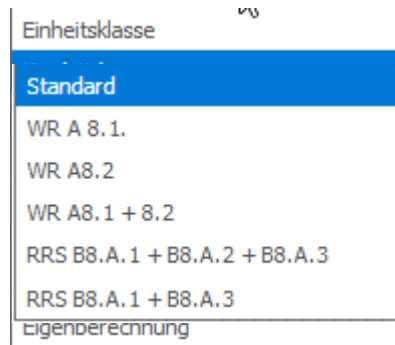 Einheitsklasse
Standard
WR A 8.1.
WR A8.2
WR A8.1 + 8.2
RRS B8.A.1 + B8.A.2 + B8.A.3
RRS B8.A.1 + B8.A.3
Eigenberechnung